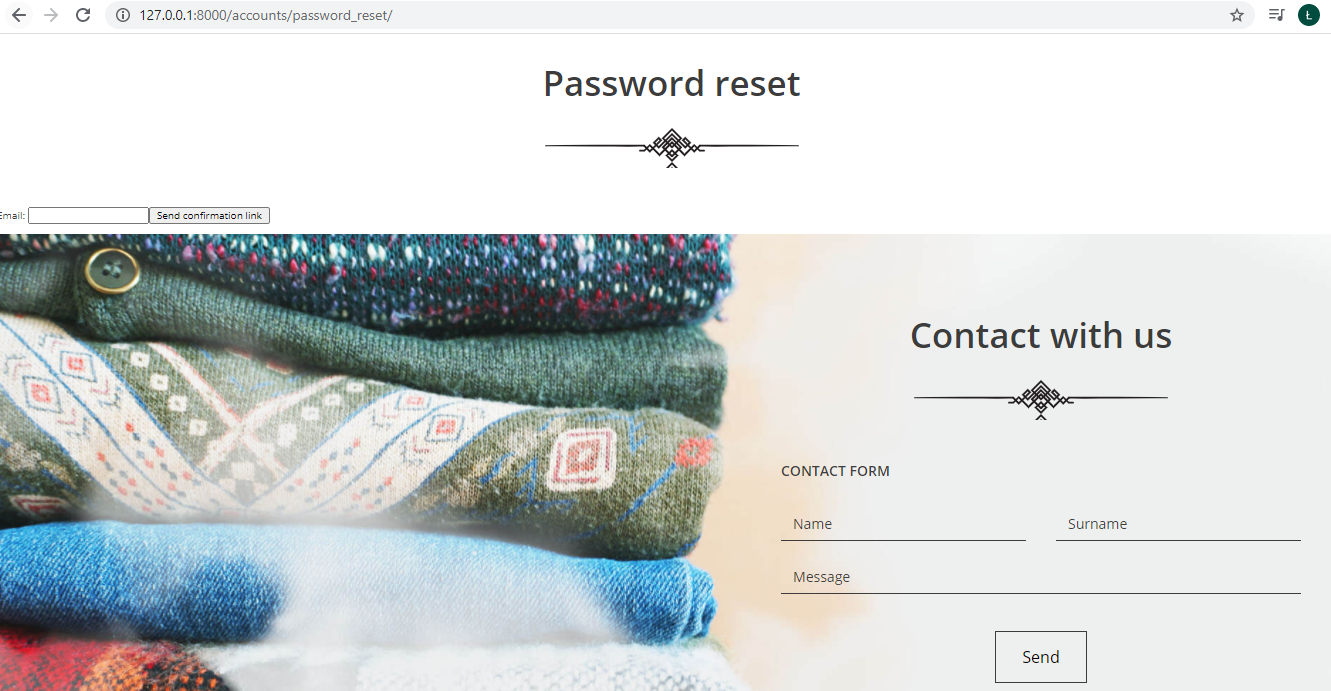 127.0.0.1:8000/accounts/password_reset/
Ł
Password reset
Email: Send confirmation link
Contact with us
CONTACT FORM
Name Surname
Message
Send